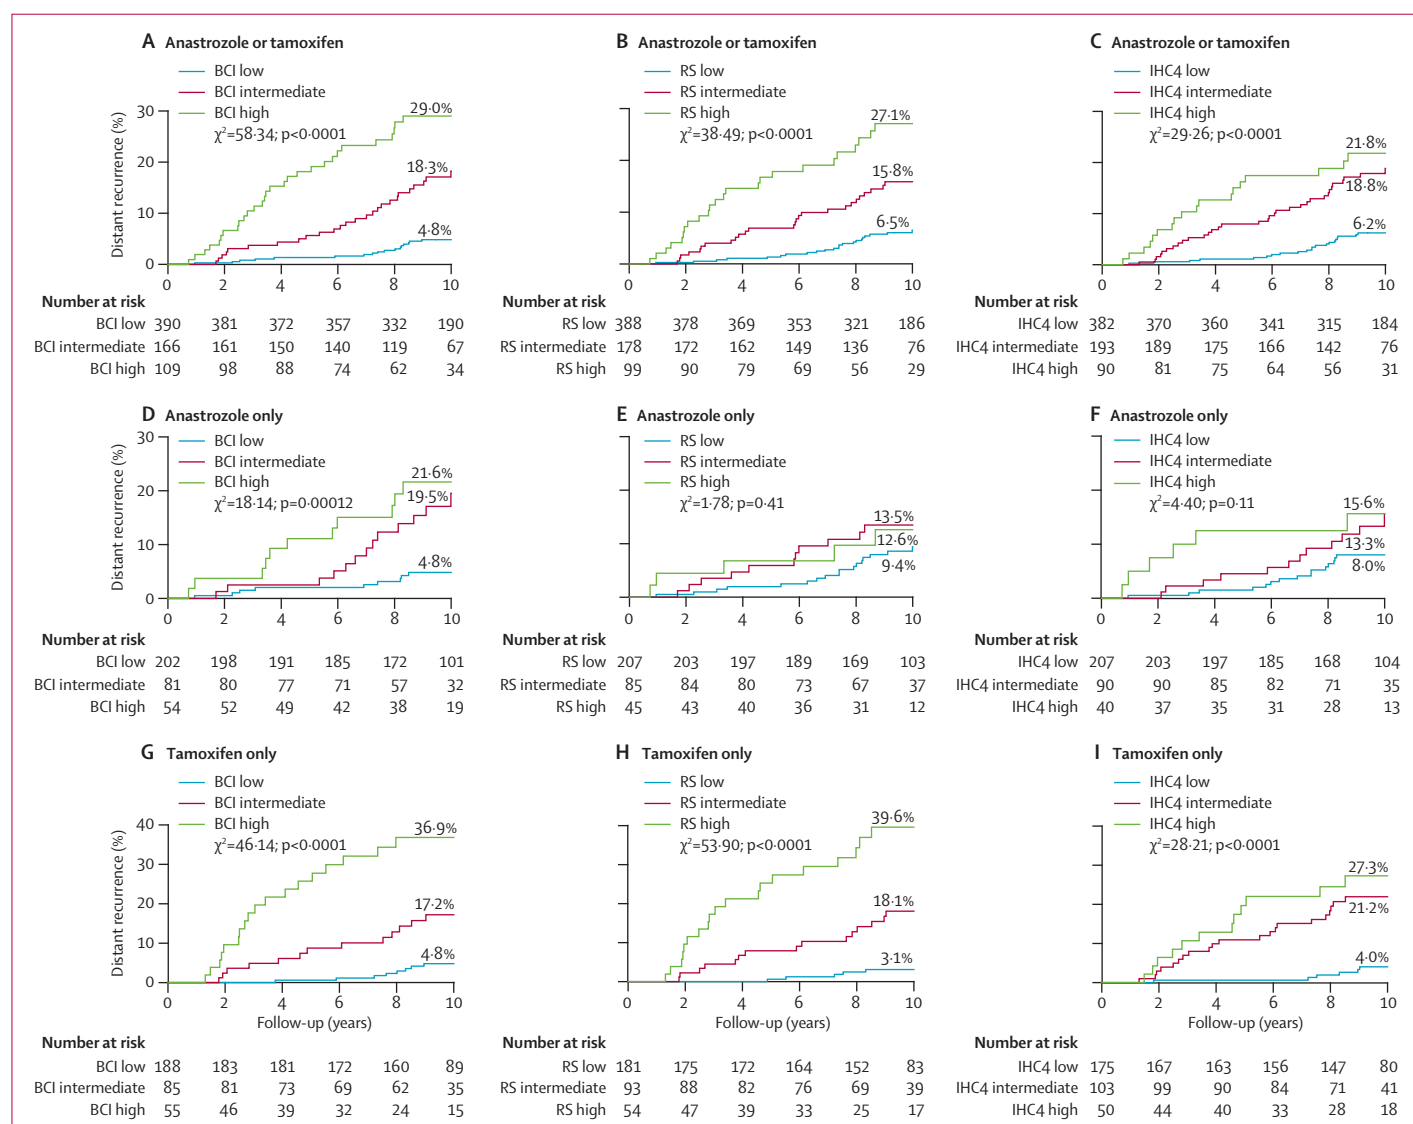 A Anastrozole or tamoxifen
BCI low
BCI intermediate
BCI high
χ²=58·34; p<0·0001
Distant recurrence (%)
30
20
10
0
29·0%
18·3%
4·8%
0 2 4 6 8 10
Number at risk
BCI low 390 381 372 357 332 190
BCI intermediate 166 161 150 140 119 67
BCI high 109 98 88 74 62 34
B Anastrozole or tamoxifen
RS low
RS intermediate
RS high
χ²=38·49; p<0·0001
27·1%
15·8%
6·5%
0 2 4 6 8 10
Number at risk
RS low 388 378 369 353 321 186
RS intermediate 178 172 162 149 136 76
RS high 99 90 79 69 56 29
C Anastrozole or tamoxifen
IHC4 low
IHC4 intermediate
IHC4 high
χ²=29·26; p<0·0001
21·8%
18·8%
6·2%
0 2 4 6 8 10
Number at risk
IHC4 low 382 370 360 341 315 184
IHC4 intermediate 193 189 175 166 142 76
IHC4 high 90 81 75 64 56 31
D Anastrozole only
BCI low
BCI intermediate
BCI high
χ²=18·14; p=0·00012
Distant recurrence (%)
30
20
10
0
21·6%
19·5%
4·8%
0 2 4 6 8 10
Number at risk
BCI low 202 198 191 185 172 101
BCI intermediate 81 80 77 71 57 32
BCI high 54 52 49 42 38 19
E Anastrozole only
RS low
RS intermediate
RS high
χ²=1·78; p=0·41
13·5%
12·6%
9·4%
0 2 4 6 8 10
Number at risk
RS low 207 203 197 189 169 103
RS intermediate 85 84 80 73 67 37
RS high 45 43 40 36 31 12
F Anastrozole only
IHC4 low
IHC4 intermediate
IHC4 high
χ²=4·40; p=0·11
15·6%
13·3%
8·0%
0 2 4 6 8 10
Number at risk
IHC4 low 207 203 197 185 168 104
IHC4 intermediate 90 90 85 82 71 35
IHC4 high 40 37 35 31 28 13
G Tamoxifen only
BCI low
BCI intermediate
BCI high
χ²=46·14; p<0·0001
Distant recurrence (%)
40
30
20
10
0
36·9%
17·2%
4·8%
0 2 4 6 8 10
Follow-up (years)
Number at risk
BCI low 188 183 181 172 160 89
BCI intermediate 85 81 73 69 62 35
BCI high 55 46 39 32 24 15
H Tamoxifen only
RS low
RS intermediate
RS high
χ²=53·90; p<0·0001
39·6%
18·1%
3·1%
0 2 4 6 8 10
Follow-up (years)
Number at risk
RS low 181 175 172 164 152 83
RS intermediate 93 88 82 76 69 39
RS high 54 47 39 33 25 17
I Tamoxifen only
IHC4 low
IHC4 intermediate
IHC4 high
χ²=28·21; p<0·0001
27·3%
21·2%
4·0%
0 2 4 6 8 10
Follow-up (years)
Number at risk
IHC4 low 175 167 163 156 147 80
IHC4 intermediate 103 99 90 84 71 41
IHC4 high 50 44 40 33 28 18